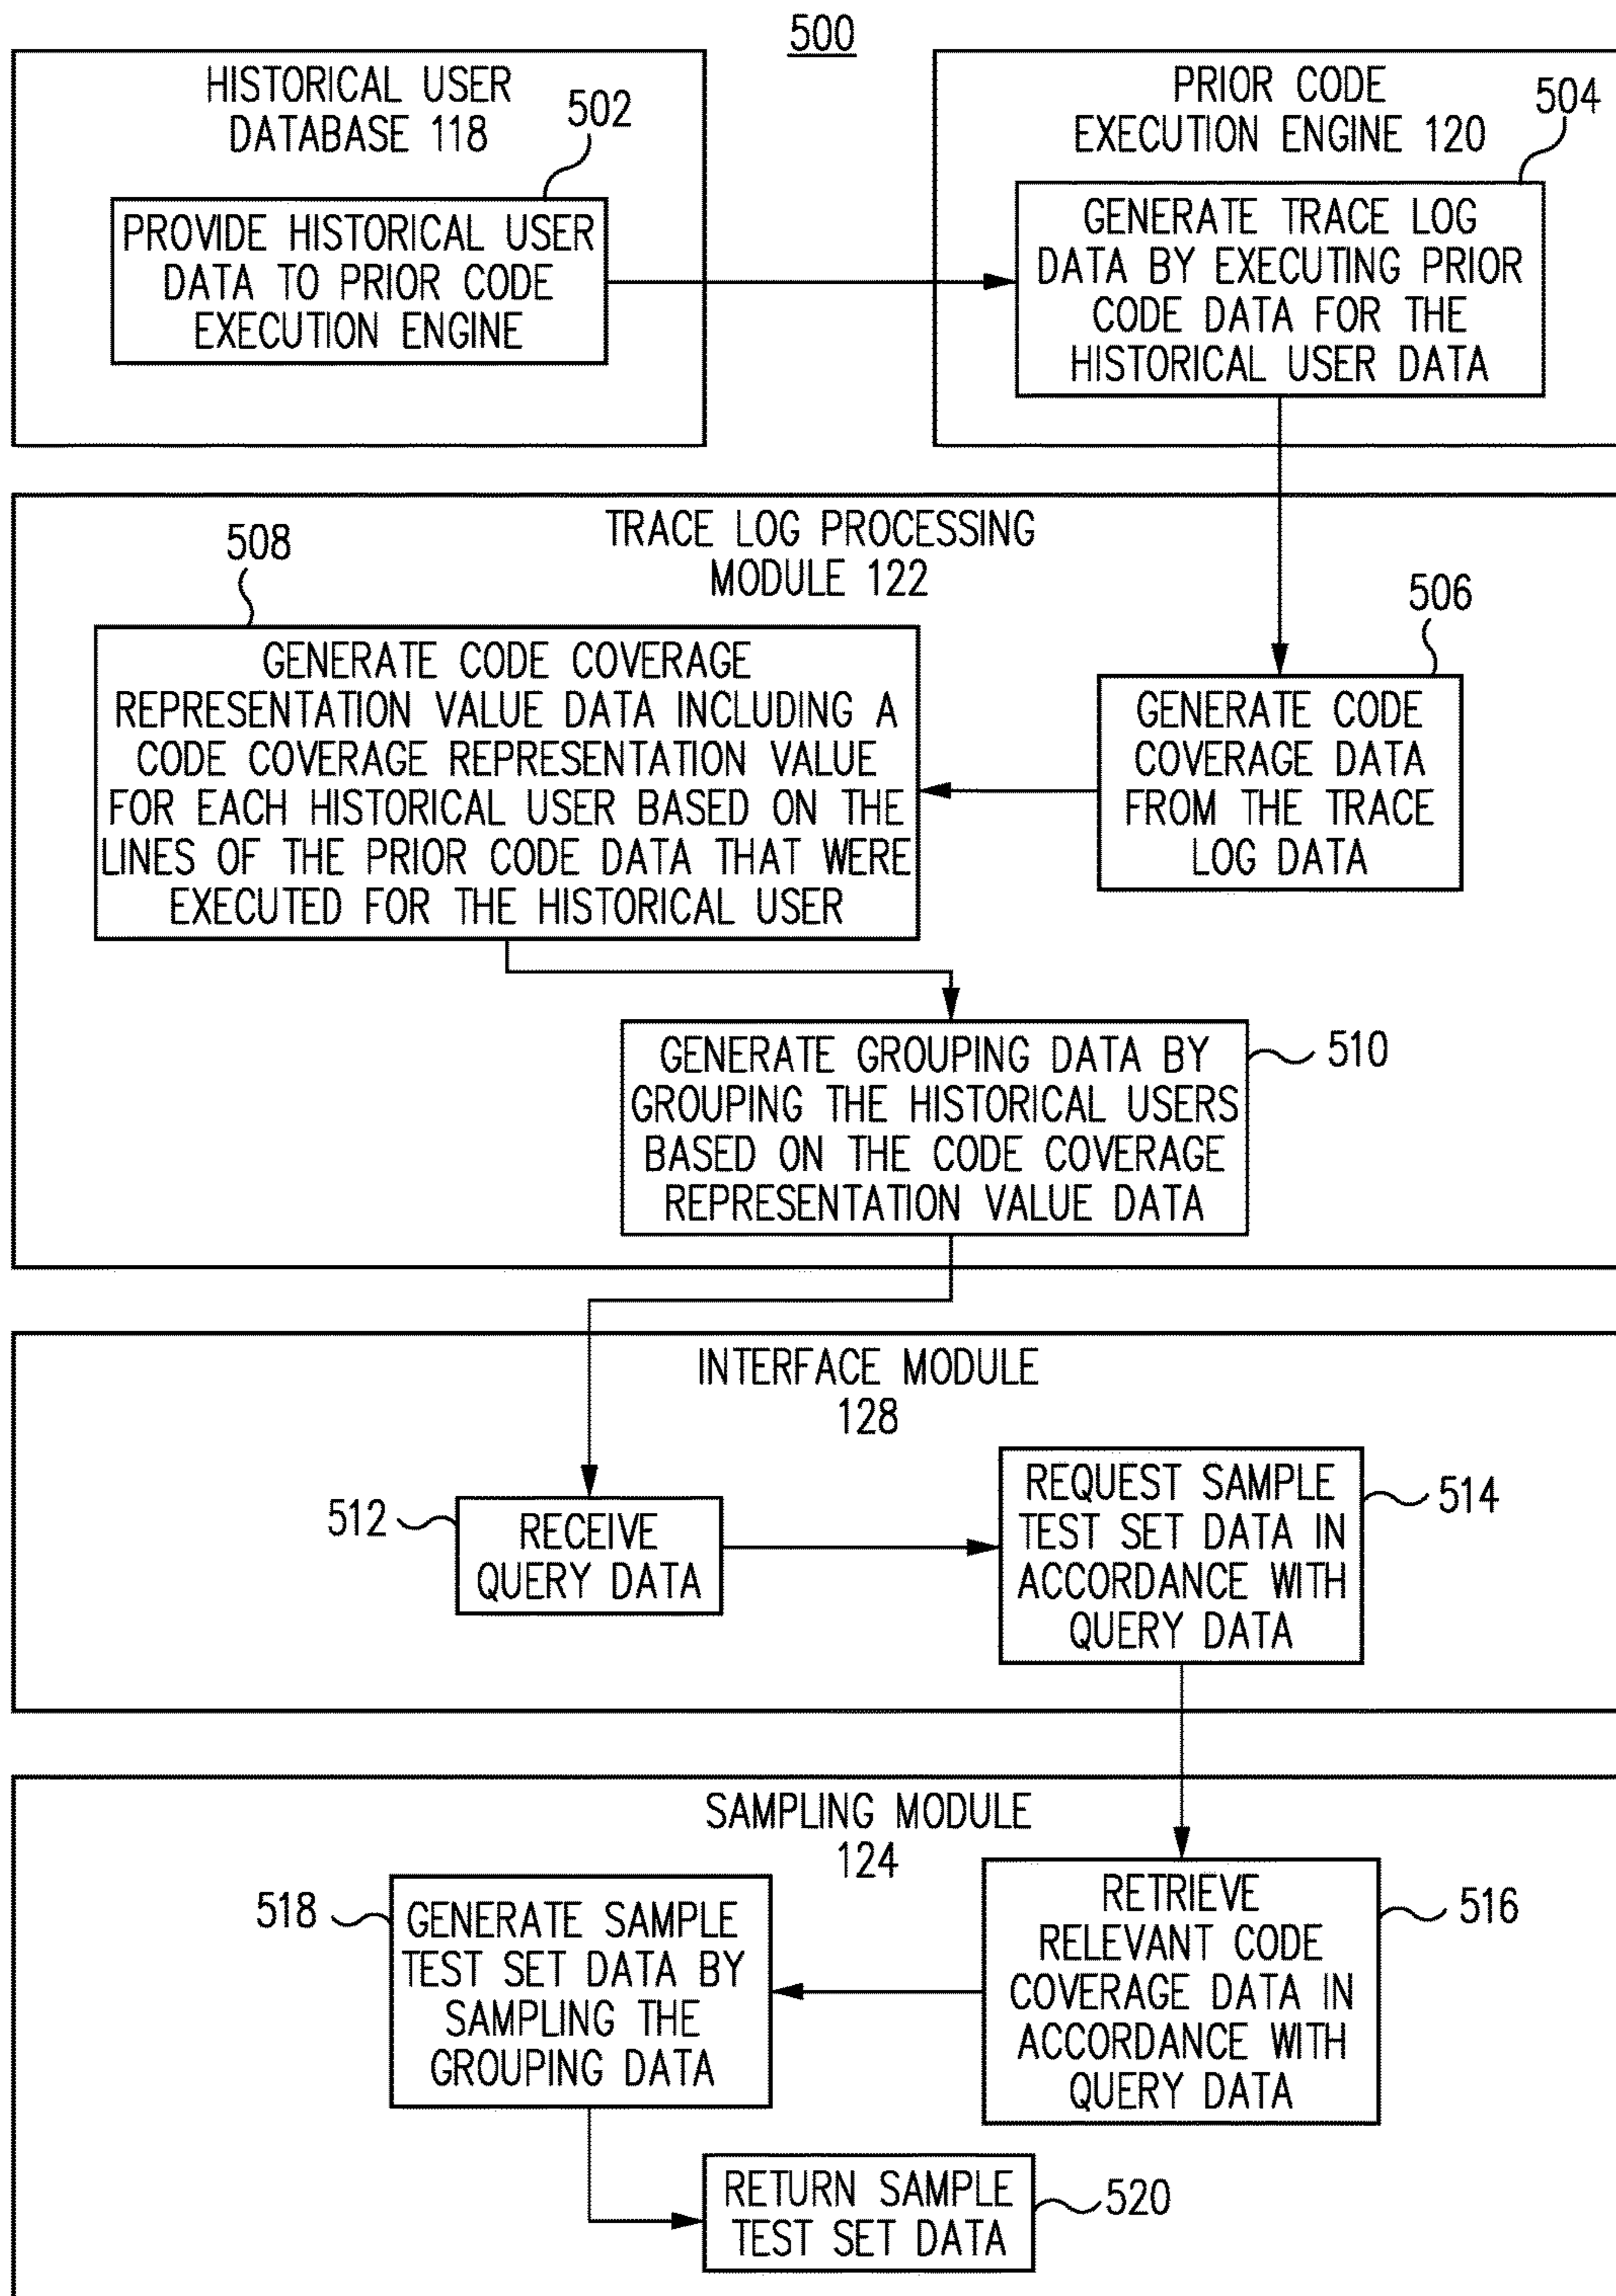 500
HISTORICAL USER
DATABASE 118
502
PROVIDE HISTORICAL USER
DATA TO PRIOR CODE
EXECUTION ENGINE
PRIOR CODE
EXECUTION ENGINE 120
504
GENERATE TRACE LOG
DATA BY EXECUTING PRIOR
CODE DATA FOR THE
HISTORICAL USER DATA
TRACE LOG PROCESSING
MODULE 122
506
GENERATE CODE
COVERAGE DATA
FROM THE TRACE
LOG DATA
508
GENERATE CODE COVERAGE
REPRESENTATION VALUE DATA INCLUDING A
CODE COVERAGE REPRESENTATION VALUE
FOR EACH HISTORICAL USER BASED ON THE
LINES OF THE PRIOR CODE DATA THAT WERE
EXECUTED FOR THE HISTORICAL USER
GENERATE GROUPING DATA BY
GROUPING THE HISTORICAL USERS
BASED ON THE CODE COVERAGE
REPRESENTATION VALUE DATA
510
INTERFACE MODULE
128
512
RECEIVE
QUERY DATA
REQUEST SAMPLE
TEST SET DATA IN
ACCORDANCE WITH
QUERY DATA
514
SAMPLING MODULE
124
RETRIEVE
RELEVANT CODE
COVERAGE DATA IN
ACCORDANCE WITH
QUERY DATA
516
518
GENERATE SAMPLE
TEST SET DATA BY
SAMPLING THE
GROUPING DATA
RETURN SAMPLE
TEST SET DATA
520